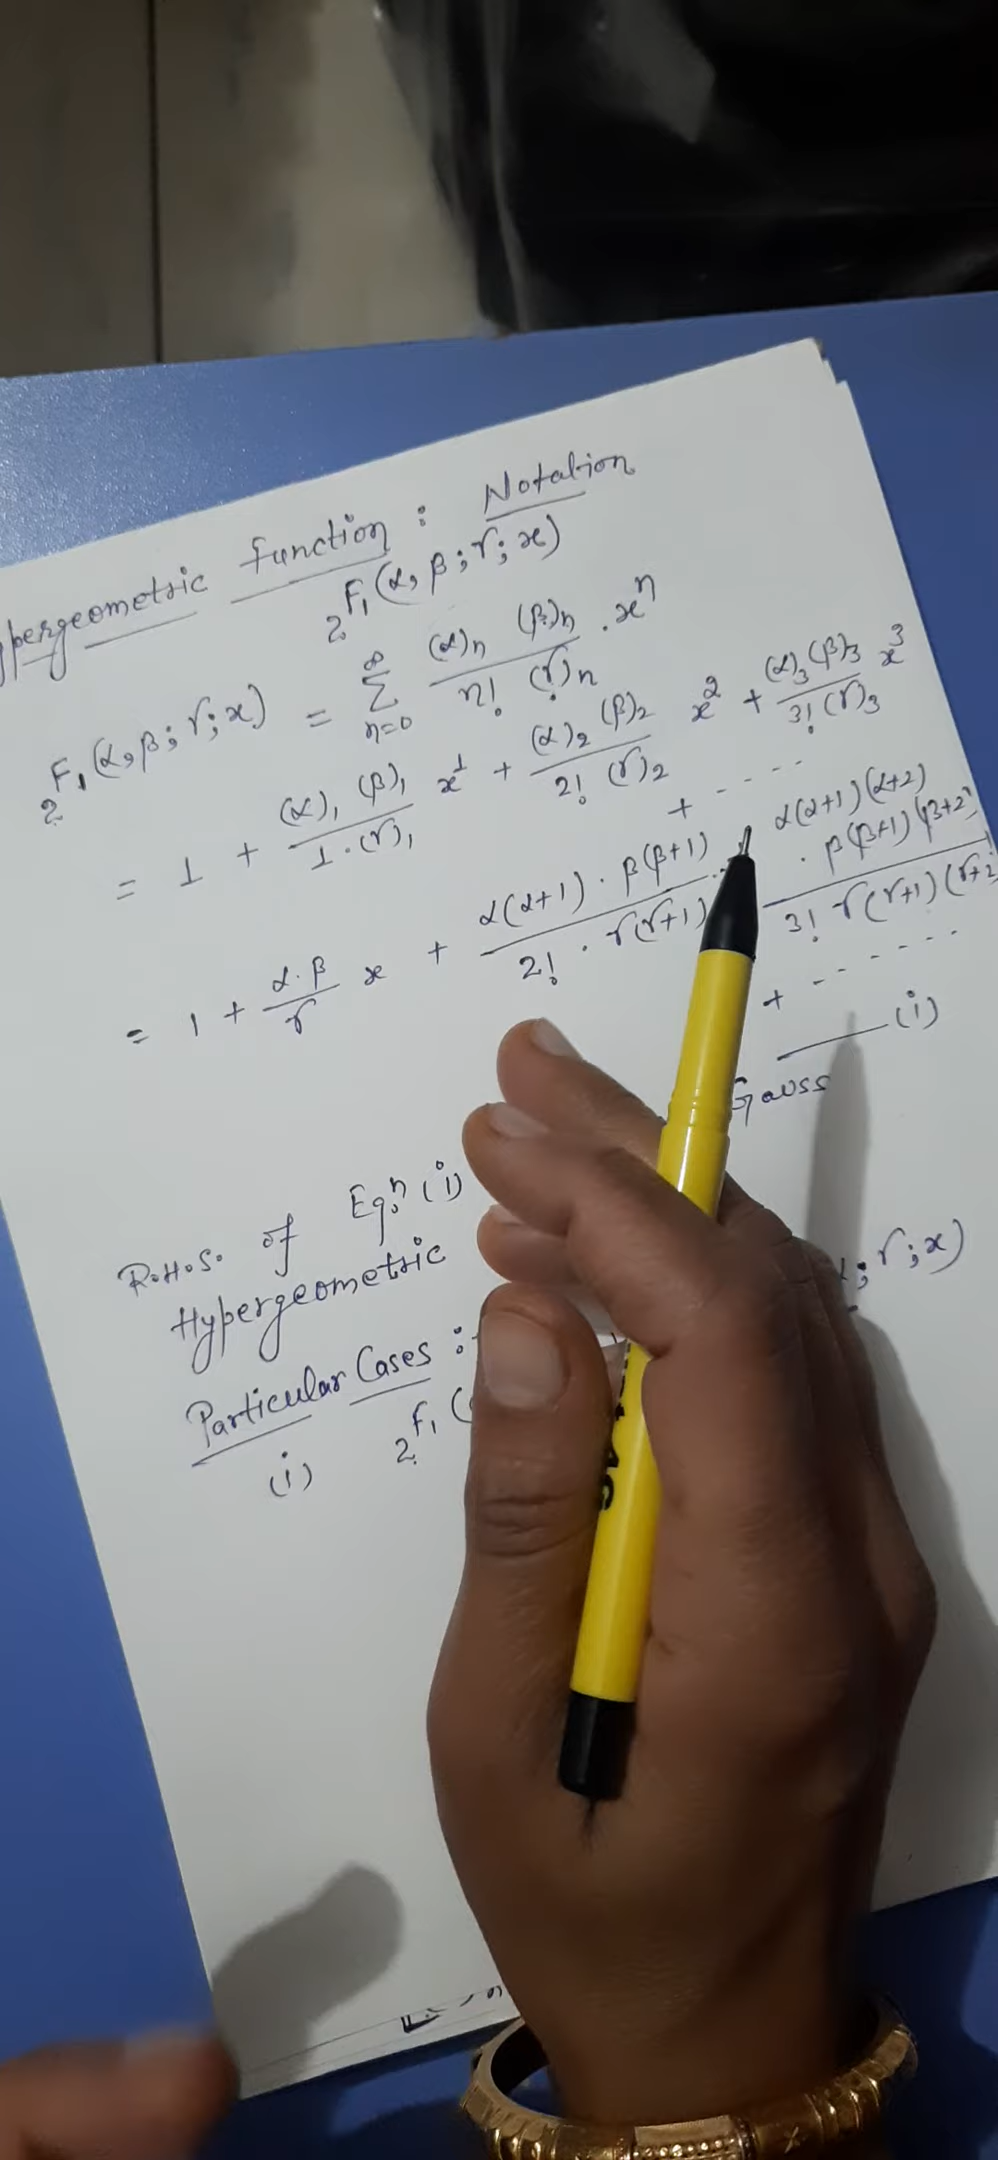 pergeometric function : Notation
₂F₁(α, β ; γ ; x)
₂F₁(α, β ; γ ; x) = ∞ Σ n=0 (α)n (β)n / n! (γ)n . xⁿ
= 1 + (α)₁ (β)₁ / 1 . (γ)₁ x¹ + (α)₂ (β)₂ / 2! (γ)₂ x² + (α)₃ (β)₃ / 3! (γ)₃ x³
+ - - - -
= 1 + α . β / γ x + α(α+1) . β(β+1) / 2! . γ(γ+1) α(α+1)(α+2) . β(β+1)(β+2) / 3! γ(γ+1)(γ+2
+ - - - - - -
(i)
R.H.S. of Eqⁿ. (i) Gauss
Hypergeometric
Particular Cases :
(i) ₂F₁ ( ; γ ; x)